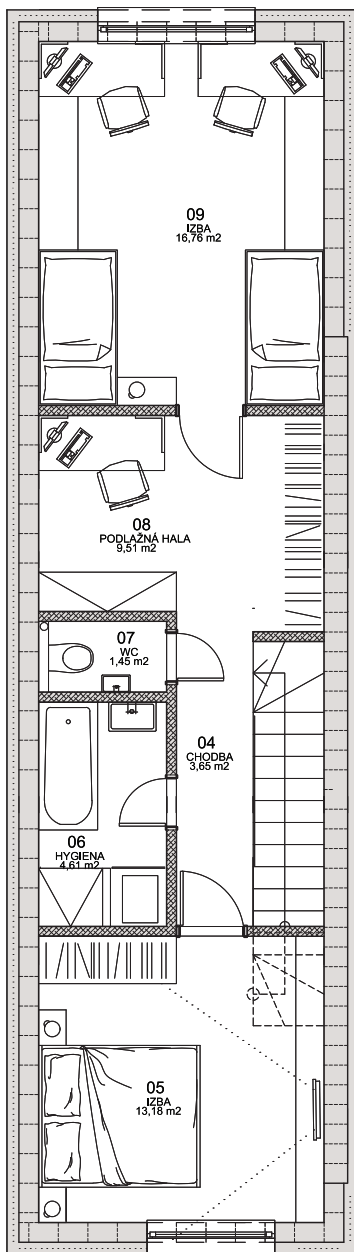 09
IZBA
16,76 m2
08
PODLAŽNÁ HALA
9,51 m2
07
WC
1,45 m2
04
CHODBA
3,65 m2
06
HYGIENA
4,61 m2
05
IZBA
13,18 m2